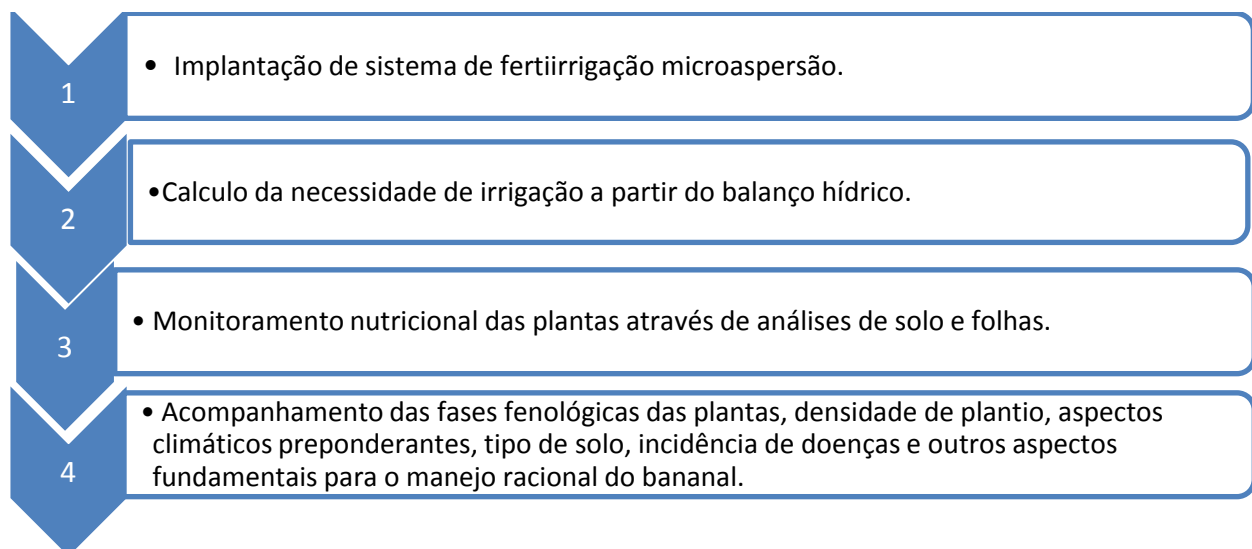 1
• Implantação de sistema de fertiirrigação microaspersão.
2
•Calculo da necessidade de irrigação a partir do balanço hídrico.
3
• Monitoramento nutricional das plantas através de análises de solo e folhas.
4
• Acompanhamento das fases fenológicas das plantas, densidade de plantio, aspectos
climáticos preponderantes, tipo de solo, incidência de doenças e outros aspectos
fundamentais para o manejo racional do bananal.